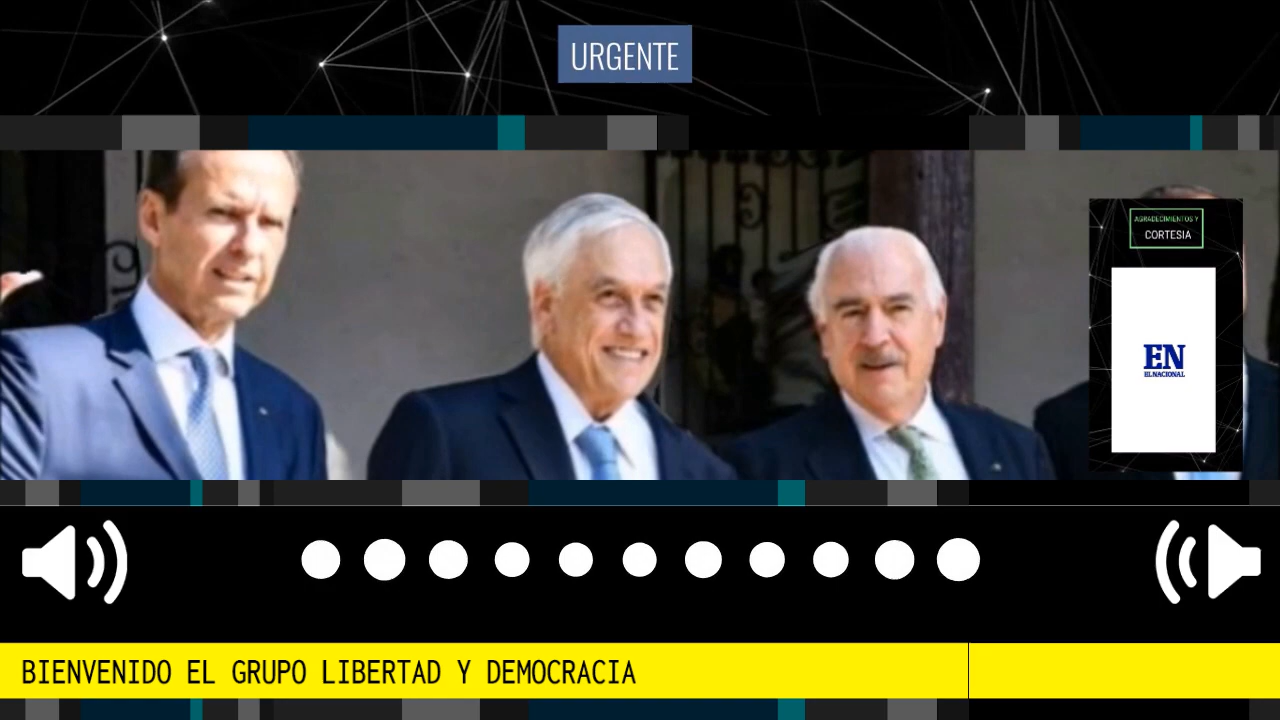 URGENTE
AGRADECIMIENTOS Y
CORTESIA
EN
EL NACIONAL
BIENVENIDO EL GRUPO LIBERTAD Y DEMOCRACIA